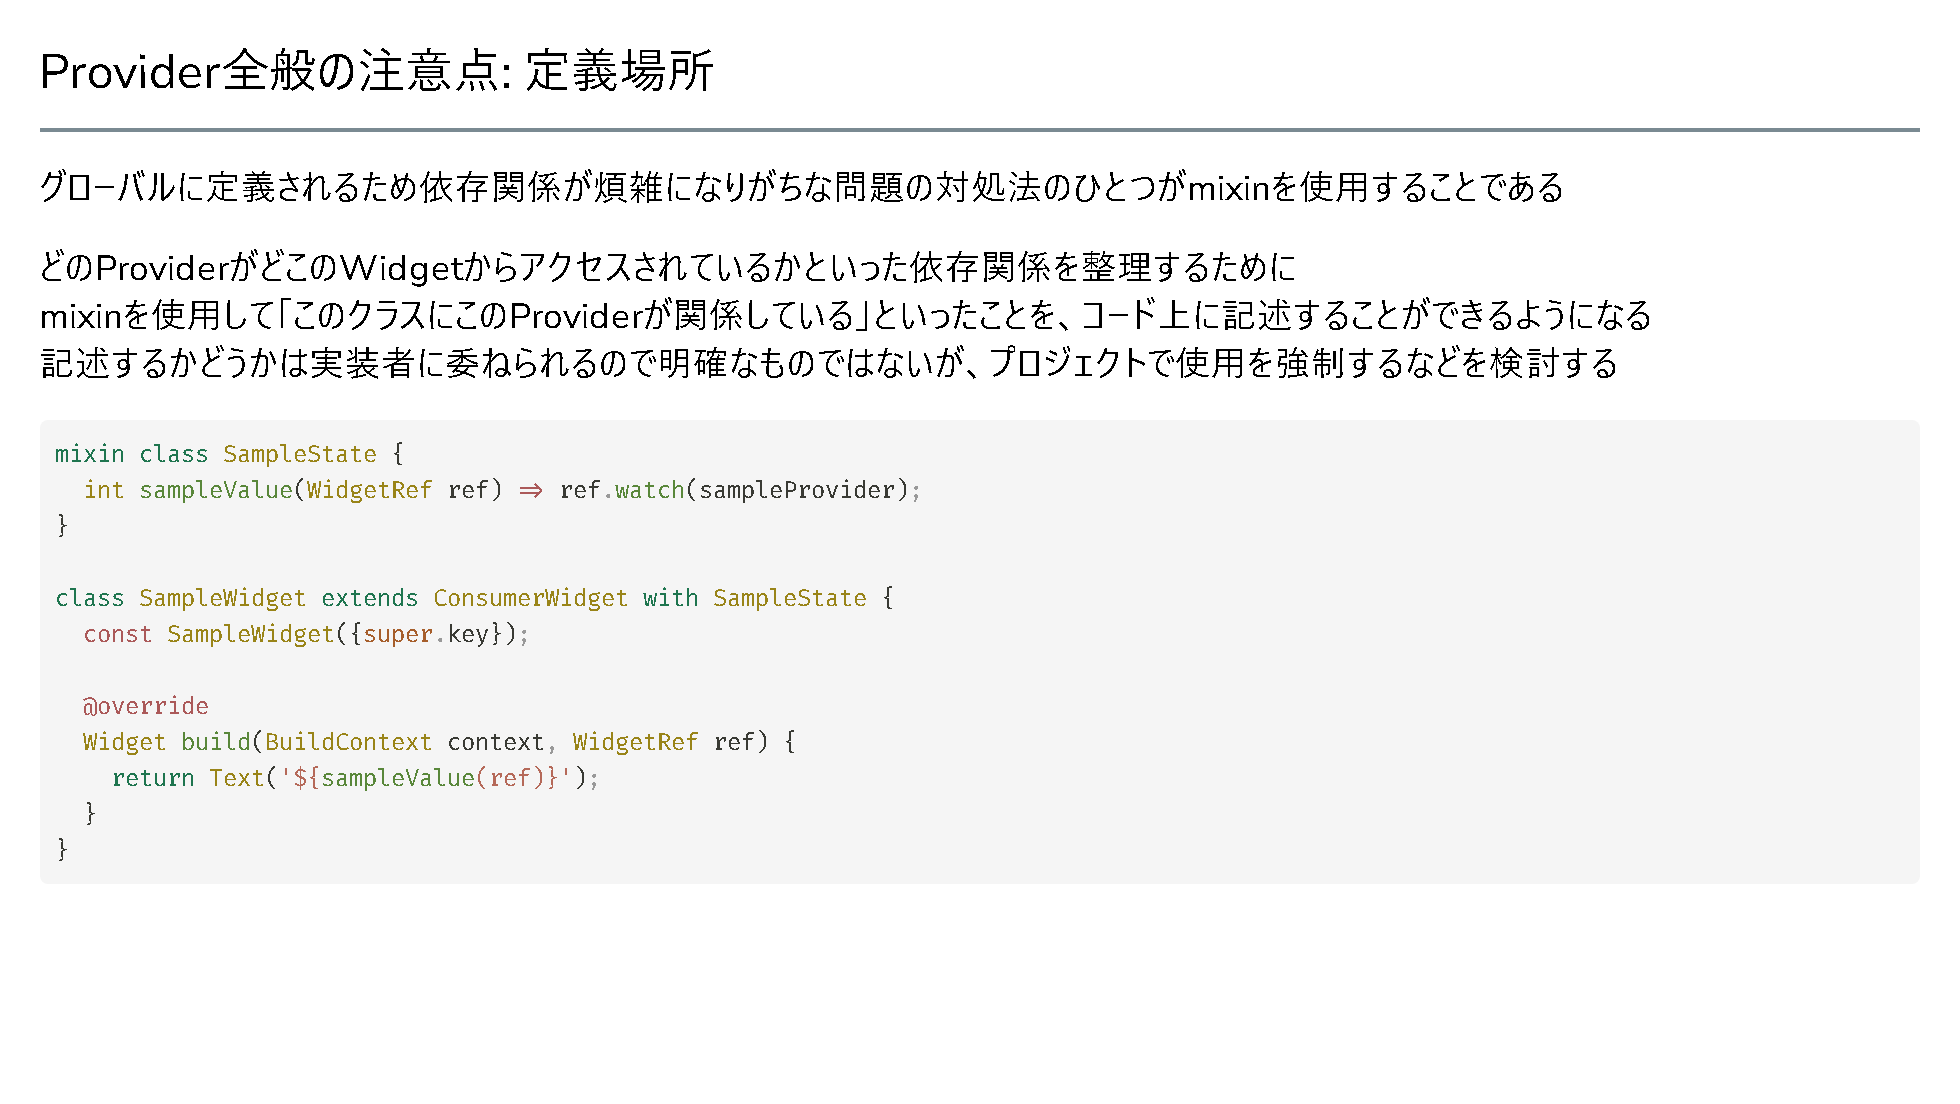 Provider全般の注意点: 定義場所
グローバルに定義されるため依存関係が煩雑になりがちな問題の対処法のひとつがmixinを使用することである
どのProviderがどこのWidgetからアクセスされているかといった依存関係を整理するために
mixinを使用して「このクラスにこのProviderが関係している」といったことを、コード上に記述することができるようになる
記述するかどうかは実装者に委ねられるので明確なものではないが、プロジェクトで使用を強制するなどを検討する
mixin class SampleState {
  int sampleValue(WidgetRef ref) => ref.watch(sampleProvider);
}
class SampleWidget extends ConsumerWidget with SampleState {
  const SampleWidget({super.key});
  @override
  Widget build(BuildContext context, WidgetRef ref) {
    return Text('${sampleValue(ref)}');
  }
}